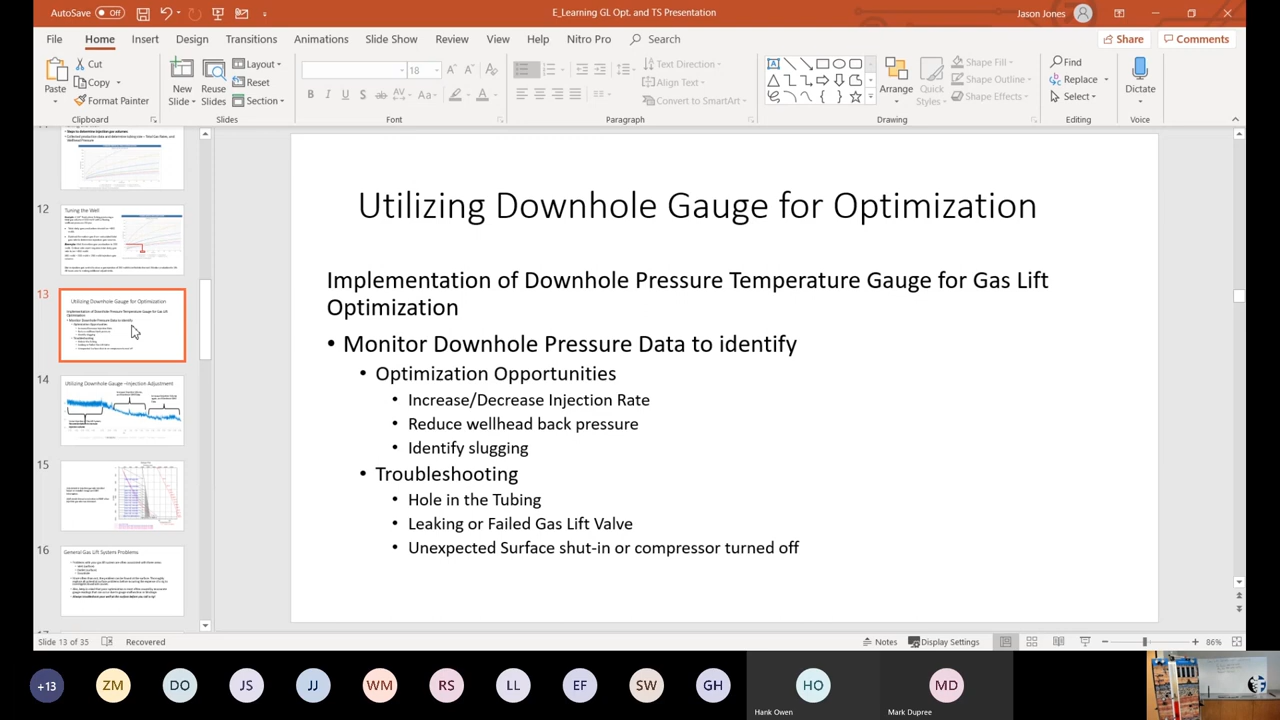 AutoSave Off
E_Learning GL Opt. and TS Presentation
Jason Jones
File Home Insert Design Transitions Animations Slide Show Review View Help Nitro Pro Search
Share Comments
Paste
Cut
Copy
Format Painter
Clipboard
New Slide
Reuse Slides
Layout
Reset
Section
Slides
18
Font
Paragraph
Text Direction
Align Text
Convert to SmartArt
Arrange
Quick Styles
Shape Fill
Shape Outline
Shape Effects
Drawing
Find
Replace
Select
Editing
Dictate
Voice
12
Tuning the Well
13
Utilizing Downhole Gauge for Optimization
14
Utilizing Downhole Gauge -Injection Adjustment
15
16
General Gas Lift System Problems
Utilizing Downhole Gauge for Optimization
Implementation of Downhole Pressure Temperature Gauge for Gas Lift
Optimization
• Monitor Downhole Pressure Data to identify
• Optimization Opportunities
• Increase/Decrease Injection Rate
• Reduce wellhead back pressure
• Identify slugging
• Troubleshooting
• Hole in the Tubing
• Leaking or Failed Gas Lift Valve
• Unexpected Surface shut-in or compressor turned off
Slide 13 of 35 Recovered
Notes Display Settings 86%
+13 ZM DO JS JJ WM RS LL EF SW GH HO MD
Hank Owen
Mark Dupree